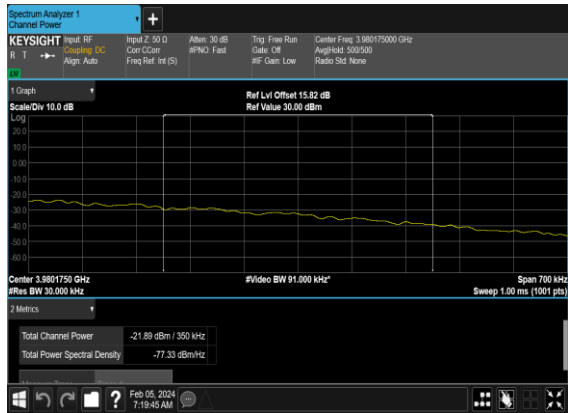 Spectrum Analyzer 1
Channel Power
+
KEYSIGHT Input: RF Input Z: 50 Ω Atten: 30 dB Trig: Free Run Center Freq: 3.980175000 GHz
R T Coupling: DC Corr CCorr #PNO: Fast Gate: Off Avg|Hold: 500/500
Align: Auto Freq Ref: Int (S) #IF Gain: Low Radio Std: None
1 Graph
Ref Lvl Offset 15.82 dB
Scale/Div 10.0 dB Ref Value 30.00 dBm
Log
20.0
10.0
0.00
-10.0
-20.0
-30.0
-40.0
-50.0
-60.0
Center 3.9801750 GHz #Video BW 91.000 kHz* Span 700 kHz
#Res BW 30.000 kHz Sweep 1.00 ms (1001 pts)
2 Metrics
Total Channel Power -21.89 dBm / 350 kHz
Total Power Spectral Density -77.33 dBm/Hz
?
Feb 05, 2024
7:19:45 AM